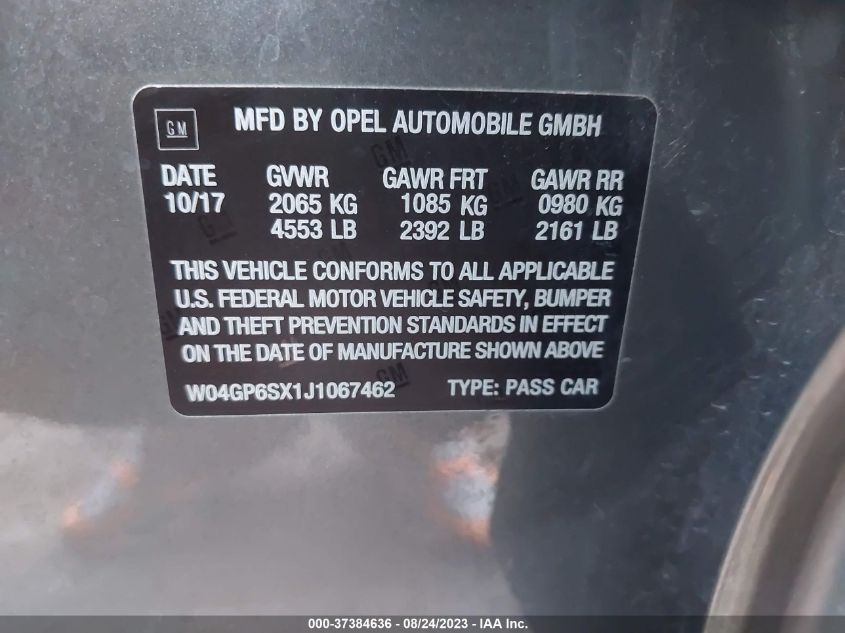 GM MFD BY OPEL AUTOMOBILE GMBH
DATE GVWR GAWR FRT GAWR RR
10/17 2065 KG 1085 KG 0980 KG
4553 LB 2392 LB 2161 LB
THIS VEHICLE CONFORMS TO ALL APPLICABLE
U.S. FEDERAL MOTOR VEHICLE SAFETY, BUMPER
AND THEFT PREVENTION STANDARDS IN EFFECT
ON THE DATE OF MANUFACTURE SHOWN ABOVE
W04GP6SX1J1067462 TYPE: PASS CAR
000-37384636 - 08/24/2023 - IAA Inc.